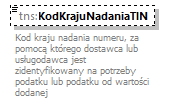 tns:KodKrajuNadaniaTIN
Kod kraju nadania numeru, za
pomocą którego dostawca lub
usługodawca jest
zidentyfikowany na potrzeby
podatku lub podatku od wartości
dodanej